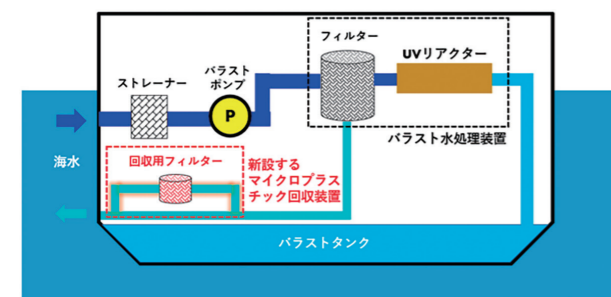 フィルター
UVリアクター
バラスト
ポンプ
ストレーナー
P
バラスト水処理装置
海水
回収用フィルター
新設する
マイクロプラス
チック回収装置
バラストタンク